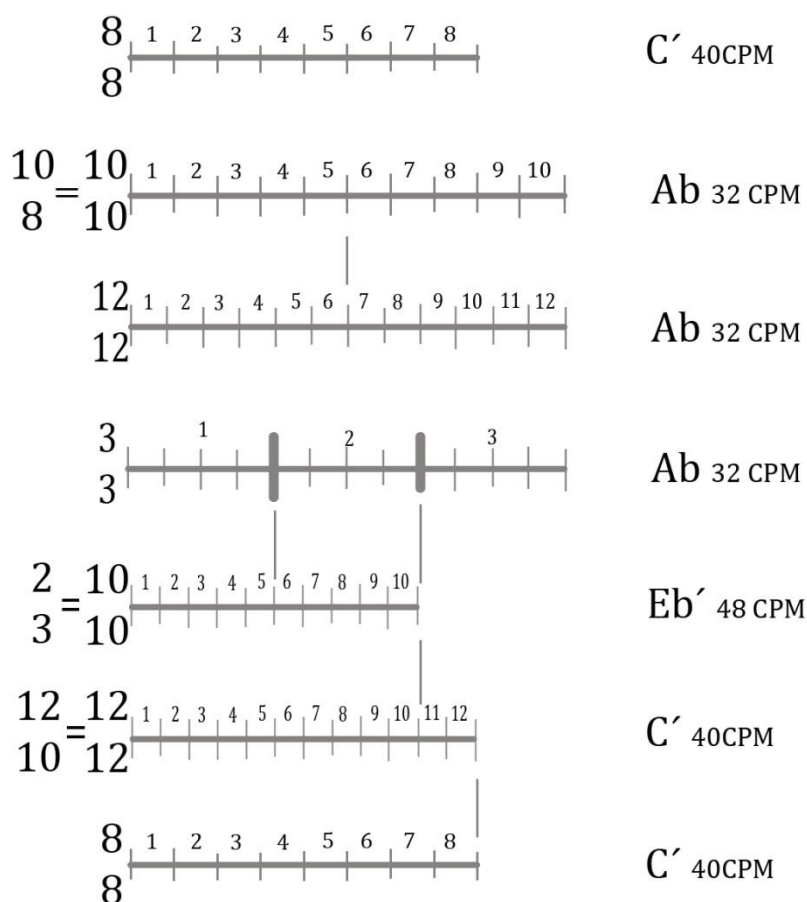 8 1 2 3 4 5 6 7 8
8
C´ 40CPM
10 = 10 1 2 3 4 5 6 7 8 9 10
8 10
Ab 32 CPM
12 1 2 3 4 5 6 7 8 9 10 11 12
12
Ab 32 CPM
3 1 2 3
3
Ab 32 CPM
2 = 10 1 2 3 4 5 6 7 8 9 10
3 10
Eb´ 48 CPM
12 = 12 1 2 3 4 5 6 7 8 9 10 11 12
10 12
C´ 40CPM
8 1 2 3 4 5 6 7 8
8
C´ 40CPM